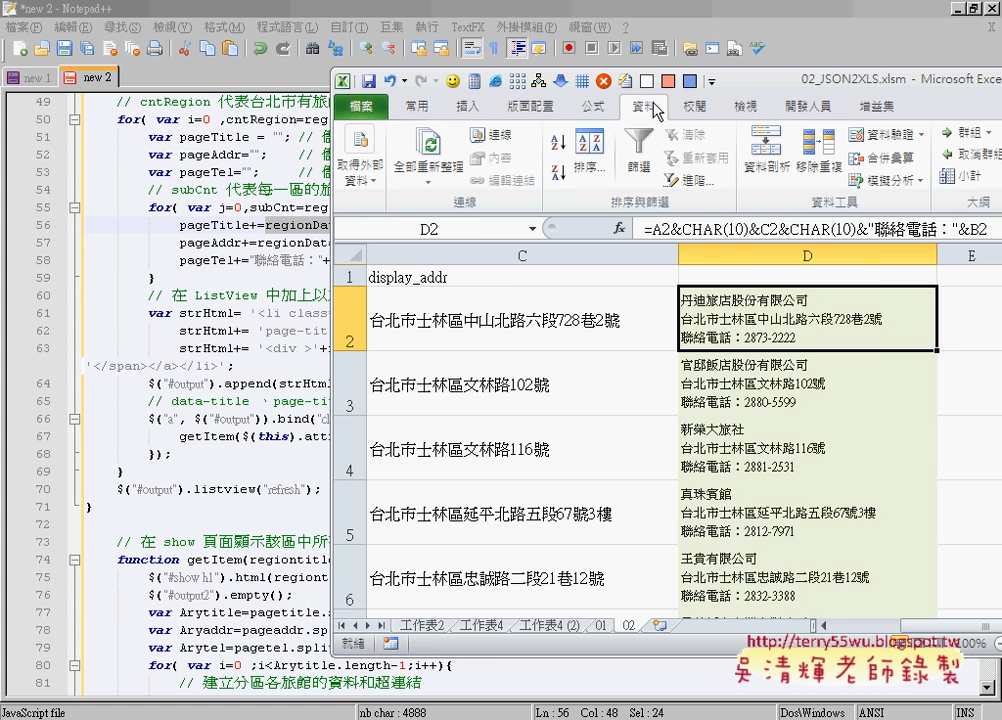 *new 2 - Notepad++
檔案(F) 編輯(E) 尋找(S) 檢視(V) 格式(M) 程式語言(L) 自訂(T) 巨集 執行 TextFX 外掛模組(P) 視窗(W) ?
new 1 new 2
49 // cntRegion 代表台北市有旅
50 for( var i=0 ,cntRegion=reg
51 var pageTitle = ""; // 儲
52 var pageAddr=""; // 儲
53 var pageTel=""; // 儲
54 // subCnt 代表每一區的旅
55 for( var j=0,subCnt=reg
56 pageTitle+=regionDat
57 pageAddr+=regionData
58 pageTel+="聯絡電話："+
59 }
60 // 在 ListView 中加上以
61 var strHtml= '<li class
62 strHtml+= 'page-tit
63 strHtml+= '<div >'+
'</span></a></li>';
64 $("#output").append(strHtml
65 // data-title 、page-tit
66 $("a", $("#output")).bind("c
67 getItem($(this).att
68 });
69 }
70 $("#output").listview("refresh");
71 }
72
73 // 在 show 頁面顯示該區中所
74 function getItem(regiontitle
75 $("#show h1").html(regiont
76 $("#output2").empty();
77 var Arytitle=pagetitle.
78 var Aryaddr=pageaddr.sp
79 var Arytel=pagetel.spli
80 for( var i=0 ;i<Arytitle.length-1;i++){
81 // 建立分區各旅館的資料和超連結
JavaScript file nb char : 4888 Ln : 56 Col : 48 Sel : 24 Dos\Windows ANSI INS
02_JSON2XLS.xlsm - Microsoft Exce
檔案 常用 插入 版面配置 公式 資料 校閱 檢視 開發人員 增益集
取得外部資料 全部重新整理 連線 內容 編輯連結 排序... 篩選 清除 重新套用 進階... 資料剖析 移除重複 資料驗證 合併彙算 模擬分析 群組 取消群組 小計
連線 排序與篩選 資料工具 大綱
D2 fx =A2&CHAR(10)&C2&CHAR(10)&"聯絡電話："&B2
C D E
1 display_addr
2 台北市士林區中山北路六段728巷2號
丹迪旅店股份有限公司
台北市士林區中山北路六段728巷2號
聯絡電話：2873-2222
3 台北市士林區文林路102號
官邸飯店股份有限公司
台北市士林區文林路102號
聯絡電話：2880-5599
4 台北市士林區文林路116號
新榮大旅社
台北市士林區文林路116號
聯絡電話：2881-2531
5 台北市士林區延平北路五段67號3樓
真珠賓館
台北市士林區延平北路五段67號3樓
聯絡電話：2812-7971
6 台北市士林區忠誠路二段21巷12號
王貴有限公司
台北市士林區忠誠路二段21巷12號
聯絡電話：2832-3388
工作表2 工作表4 工作表4 (2) 01 02
就緒 100%
http://terry55wu.blogspot.tw
吳清輝老師錄製